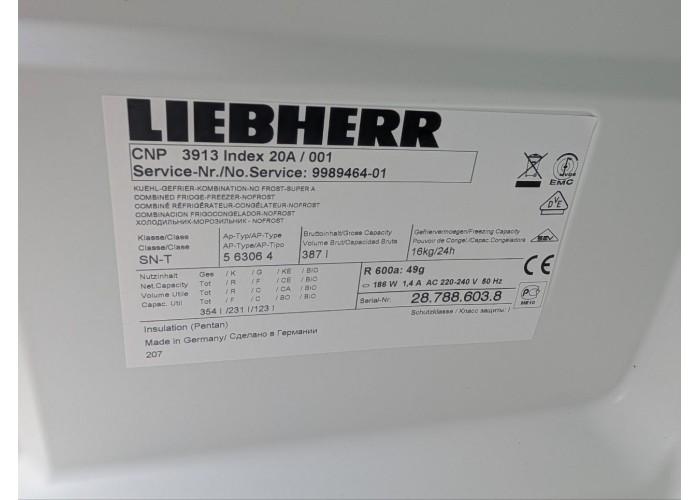 LIEBHERR
CNP 3913 Index 20A / 001
Service-Nr./No.Service: 9989464-01
KUEHL-GEFRIER-KOMBINATION-NO FROST-SUPER A
COMBINED FRIDGE-FREEZER-NOFROST
COMBINÉ RÉFRIGÉRATEUR-CONGÉLATEUR-NOFROST
COMBINACION FRIGOCONGELADOR-NOFROST
ХОЛОДИЛЬНИК-МОРОЗИЛЬНИК - NOFROST
Klasse/Classe
Classe/Clase
SN-T
Ap-Typ/AP-Type
AP-Type/AP-Tipo
5 6306 4
Bruttoinhalt/Gross Capacity
Volume Brut/Capacidad Bruta
387 l
Gefriervermoegen/Freezing Capacity
Pouvoir de Congel./Capac.Congeladora
16kg/24h
Nutzinhalt Ges / K / G / KE / BIO
Net.Capacity Tot / R / F / CE / BIO
Volume Utile Tot / R / C / CA / BIO
Capac. Util Tot / F / C / BO / BIO
354 l /231 l /123 l
R 600a: 49g
186 W 1,4 A AC 220-240 V 50 Hz
Serial-Nr. 28.788.603.8
Schutzklasse / Класс защиты: I
Insulation (Pentan)
Made in Germany/ Сделано в Германии
207
EMC
DVE
SEV
CE
PC
ME10